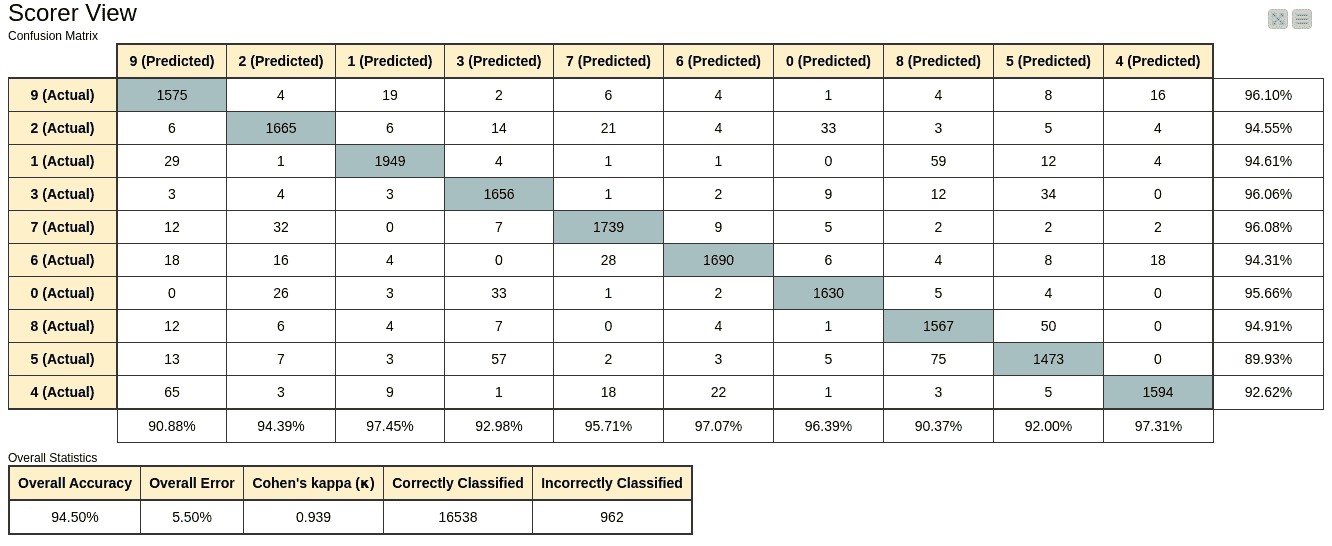 Scorer View
Confusion Matrix
9 (Predicted) 2 (Predicted) 1 (Predicted) 3 (Predicted) 7 (Predicted) 6 (Predicted) 0 (Predicted) 8 (Predicted) 5 (Predicted) 4 (Predicted)
9 (Actual) 1575 4 19 2 6 4 1 4 8 16 96.10%
2 (Actual) 6 1665 6 14 21 4 33 3 5 4 94.55%
1 (Actual) 29 1 1949 4 1 1 0 59 12 4 94.61%
3 (Actual) 3 4 3 1656 1 2 9 12 34 0 96.06%
7 (Actual) 12 32 0 7 1739 9 5 2 2 2 96.08%
6 (Actual) 18 16 4 0 28 1690 6 4 8 18 94.31%
0 (Actual) 0 26 3 33 1 2 1630 5 4 0 95.66%
8 (Actual) 12 6 4 7 0 4 1 1567 50 0 94.91%
5 (Actual) 13 7 3 57 2 3 5 75 1473 0 89.93%
4 (Actual) 65 3 9 1 18 22 1 3 5 1594 92.62%
90.88% 94.39% 97.45% 92.98% 95.71% 97.07% 96.39% 90.37% 92.00% 97.31%
Overall Statistics
Overall Accuracy Overall Error Cohen's kappa (κ) Correctly Classified Incorrectly Classified
94.50% 5.50% 0.939 16538 962